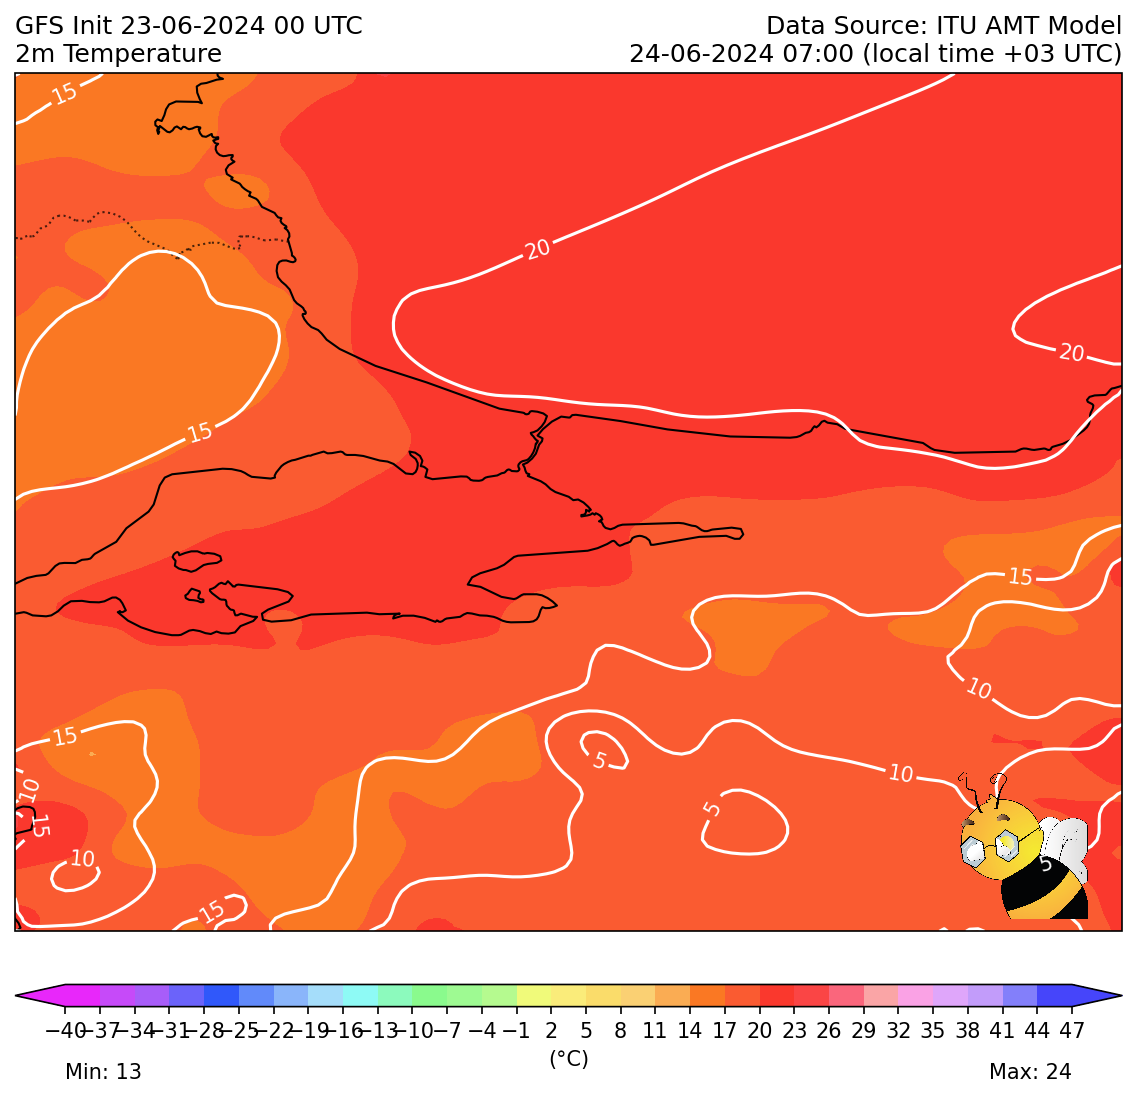 GFS Init 23-06-2024 00 UTC
Data Source: ITU AMT Model
2m Temperature
24-06-2024 07:00 (local time +03 UTC)
15
20
20
15
15
10
15
5
10
10
15
5
10
5
15
−40 −37 −34 −31 −28 −25 −22 −19 −16 −13 −10 −7 −4 −1 2 5 8 11 14 17 20 23 26 29 32 35 38 41 44 47
(°C)
Min: 13
Max: 24